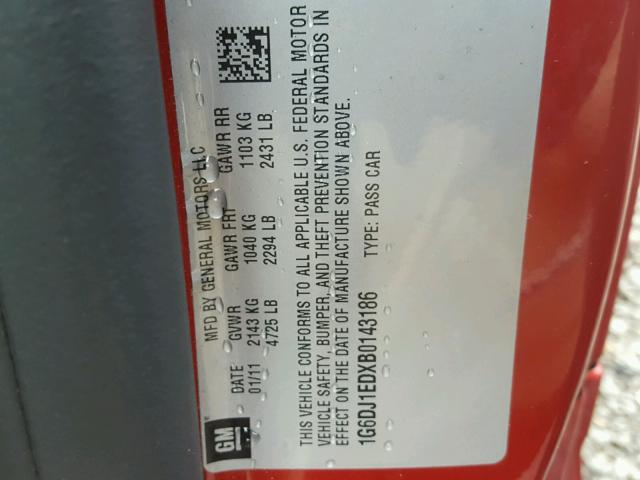 MFD BY GENERAL MOTORS LLC
DATE GVWR GAWR FRT GAWR RR
01/11 2143 KG 1040 KG 1103 KG
4725 LB 2294 LB 2431 LB
THIS VEHICLE CONFORMS TO ALL APPLICABLE U.S. FEDERAL MOTOR
VEHICLE SAFETY, BUMPER, AND THEFT PREVENTION STANDARDS IN
EFFECT ON THE DATE OF MANUFACTURE SHOWN ABOVE.
1G6DJ1EDXB0143186 TYPE: PASS CAR
GM